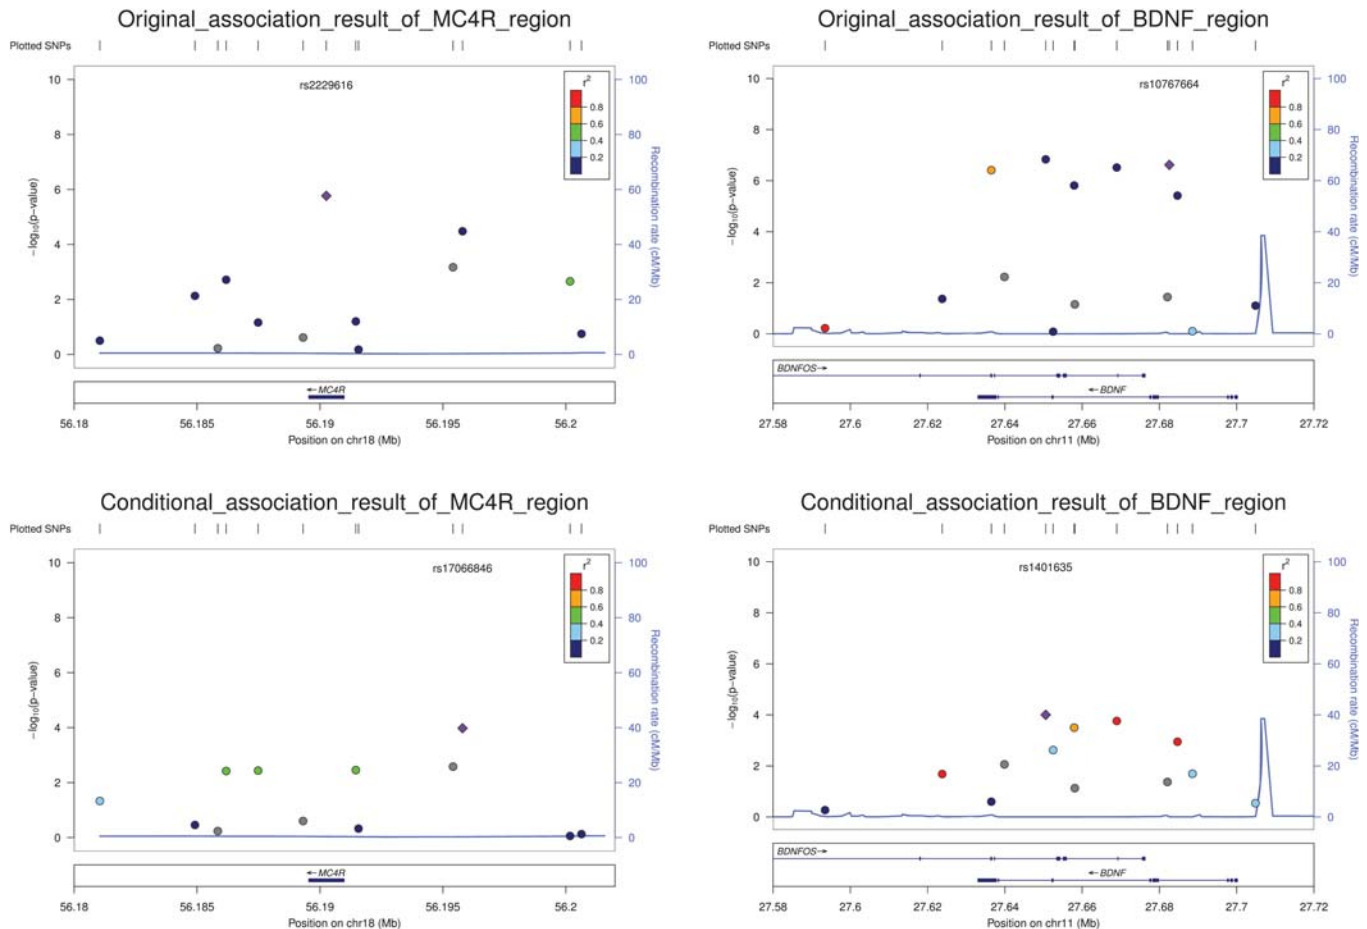 Original_association_result_of_MC4R_region
Plotted SNPs
rs2229616
r2
0.8
0.6
0.4
0.2
10
8
6
4
2
0
−log10(p−value)
100
80
60
40
20
0
Recombination rate (cM/Mb)
←MC4R
56.18 56.185 56.19 56.195 56.2
Position on chr18 (Mb)
Original_association_result_of_BDNF_region
Plotted SNPs
rs10767664
r2
0.8
0.6
0.4
0.2
10
8
6
4
2
0
−log10(p−value)
100
80
60
40
20
0
Recombination rate (cM/Mb)
BDNFOS→
←BDNF
27.58 27.6 27.62 27.64 27.66 27.68 27.7 27.72
Position on chr11 (Mb)
Conditional_association_result_of_MC4R_region
Plotted SNPs
rs17066846
r2
0.8
0.6
0.4
0.2
10
8
6
4
2
0
−log10(p−value)
100
80
60
40
20
0
Recombination rate (cM/Mb)
←MC4R
56.18 56.185 56.19 56.195 56.2
Position on chr18 (Mb)
Conditional_association_result_of_BDNF_region
Plotted SNPs
rs1401635
r2
0.8
0.6
0.4
0.2
10
8
6
4
2
0
−log10(p−value)
100
80
60
40
20
0
Recombination rate (cM/Mb)
BDNFOS→
←BDNF
27.58 27.6 27.62 27.64 27.66 27.68 27.7 27.72
Position on chr11 (Mb)